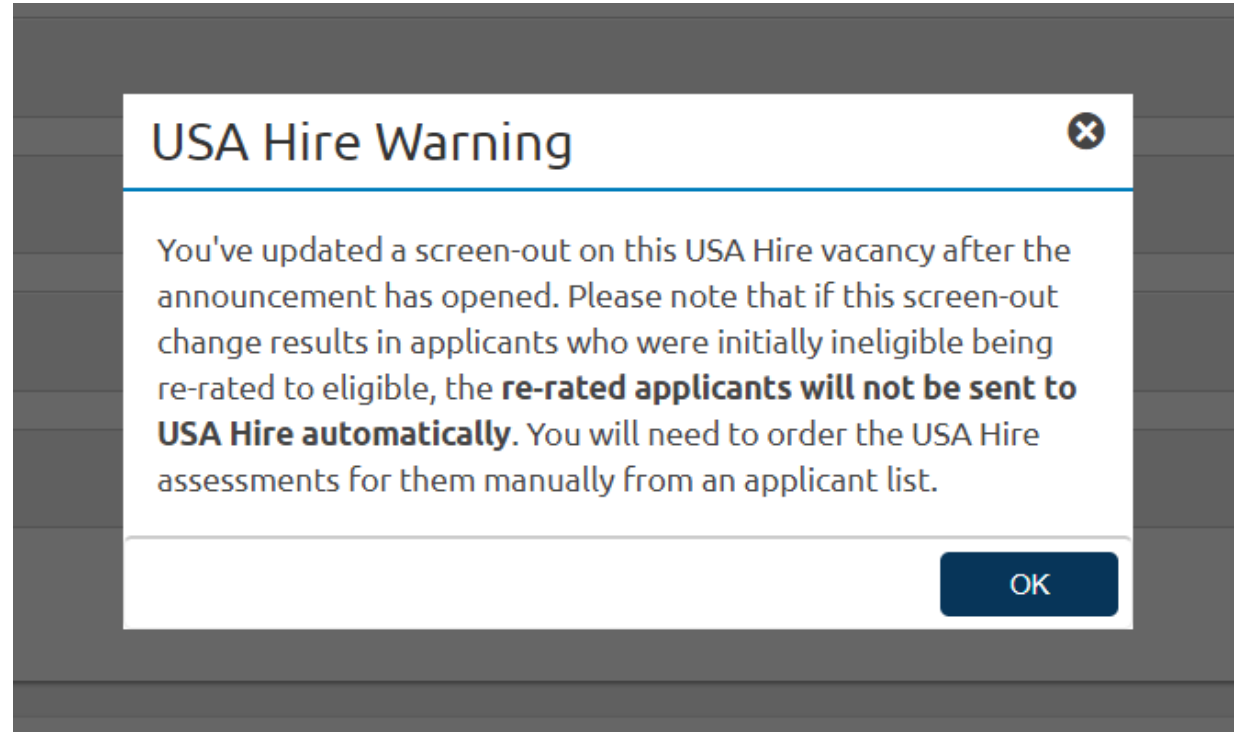 USA Hire Warning
You've updated a screen-out on this USA Hire vacancy after the
announcement has opened. Please note that if this screen-out
change results in applicants who were initially ineligible being
re-rated to eligible, the re-rated applicants will not be sent to
USA Hire automatically. You will need to order the USA Hire
assessments for them manually from an applicant list.
OK